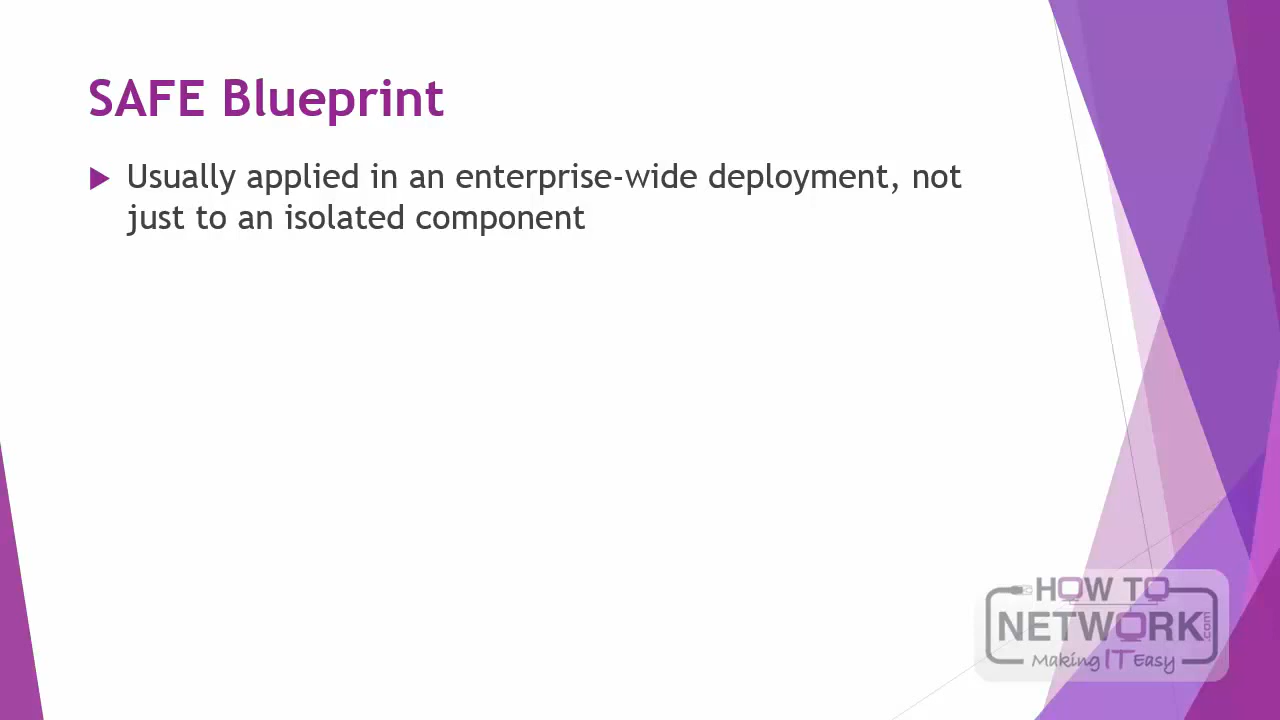 SAFE Blueprint
Usually applied in an enterprise-wide deployment, not
just to an isolated component
HOW TO
NETWORK.com
Making IT Easy